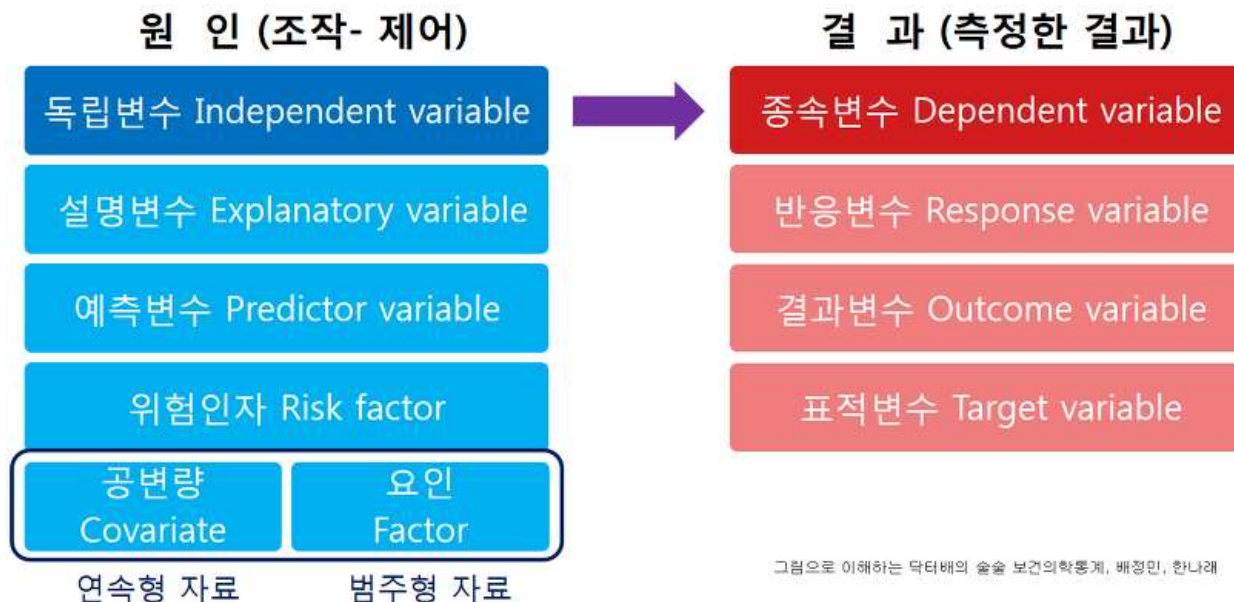 원 인 (조작- 제어)
독립변수 Independent variable
설명변수 Explanatory variable
예측변수 Predictor variable
위험인자 Risk factor
공변량
Covariate
요인
Factor
연속형 자료
범주형 자료
결 과 (측정한 결과)
종속변수 Dependent variable
반응변수 Response variable
결과변수 Outcome variable
표적변수 Target variable
그림으로 이해하는 닥터배의 술술 보건의학통계, 배정민, 한나래